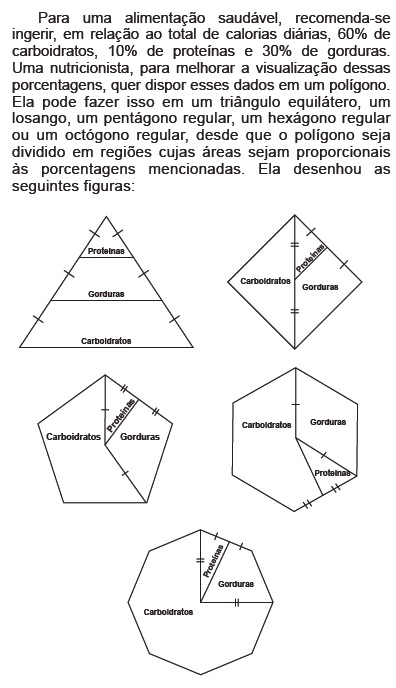 Para uma alimentação saudável, recomenda-se
ingerir, em relação ao total de calorias diárias, 60% de
carboidratos, 10% de proteínas e 30% de gorduras.
Uma nutricionista, para melhorar a visualização dessas
porcentagens, quer dispor esses dados em um polígono.
Ela pode fazer isso em um triângulo equilátero, um
losango, um pentágono regular, um hexágono regular
ou um octógono regular, desde que o polígono seja
dividido em regiões cujas áreas sejam proporcionais
às porcentagens mencionadas. Ela desenhou as
seguintes figuras:
Proteínas
Gorduras
Carboidratos
Carboidratos
Proteínas
Gorduras
Carboidratos
Proteínas
Gorduras
Carboidratos
Gorduras
Proteínas
Carboidratos
Proteínas
Gorduras